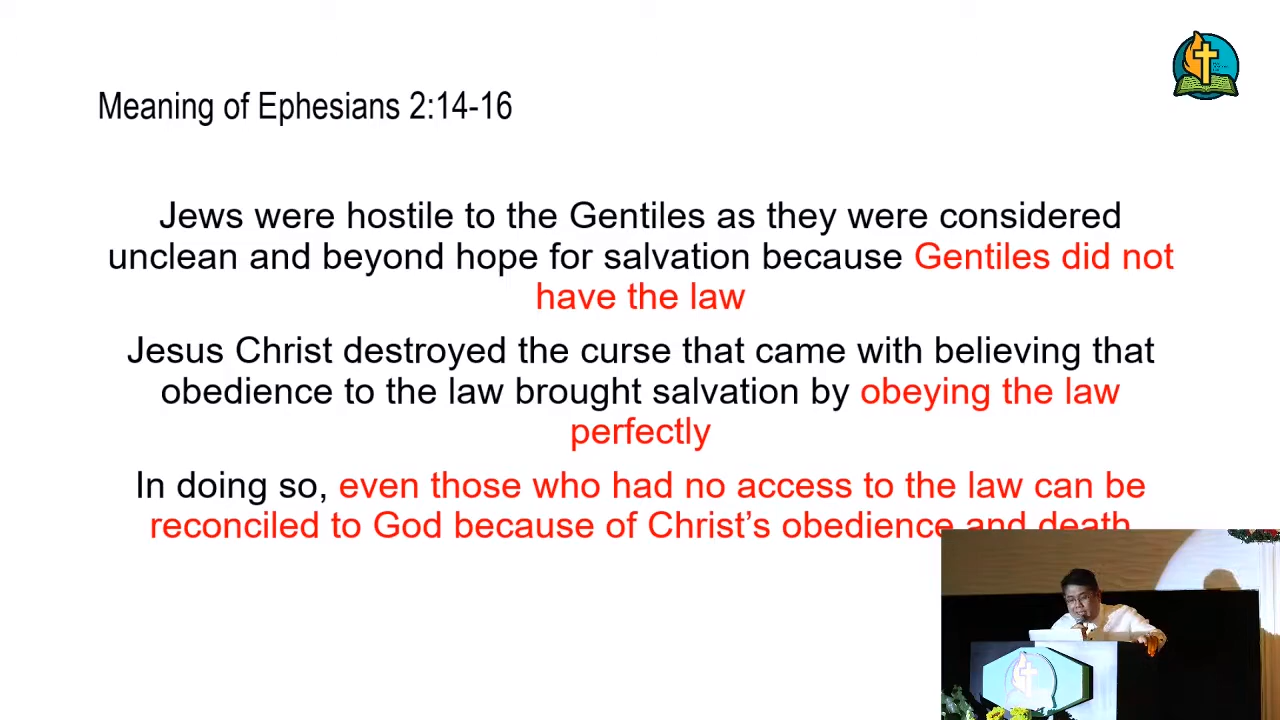 Meaning of Ephesians 2:14-16
Jews were hostile to the Gentiles as they were considered
unclean and beyond hope for salvation because Gentiles did not
have the law
Jesus Christ destroyed the curse that came with believing that
obedience to the law brought salvation by obeying the law
perfectly
In doing so, even those who had no access to the law can be
reconciled to God because of Christ's obedience and death